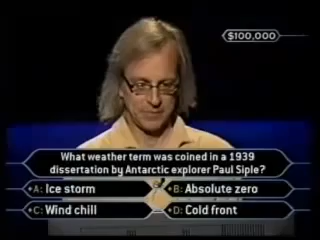 $100,000
What weather term was coined in a 1939
dissertation by Antarctic explorer Paul Siple?
A: Ice storm
B: Absolute zero
C: Wind chill
D: Cold front